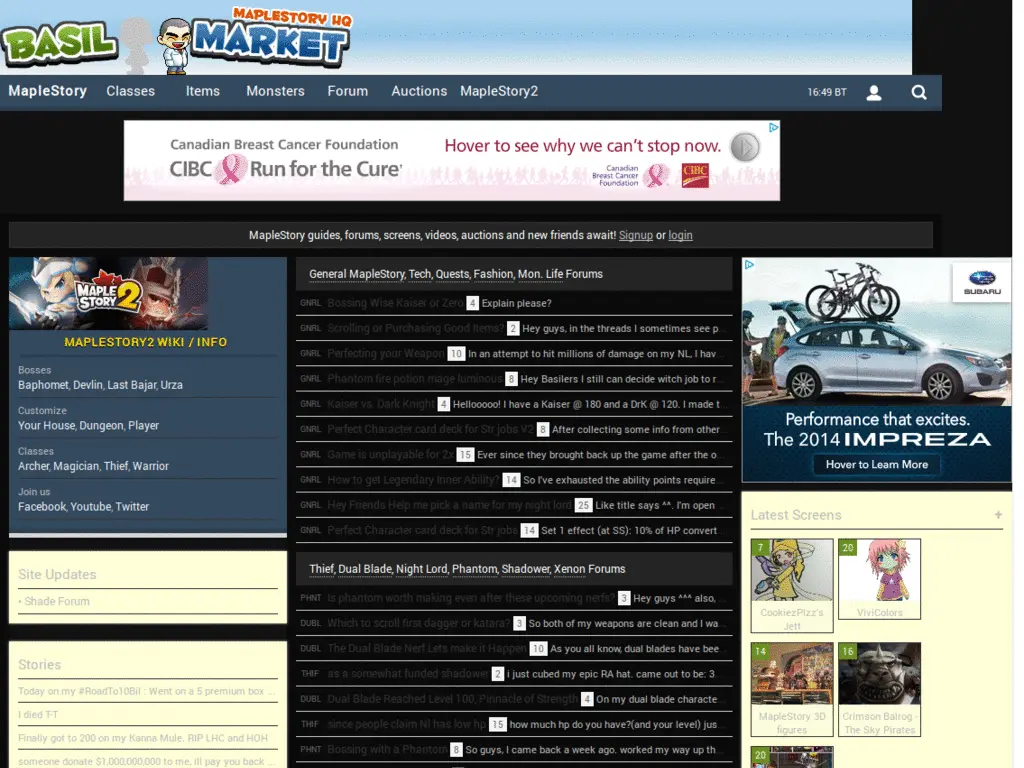 BASIL MARKET
MAPLESTORY HQ
MapleStory Classes Items Monsters Forum Auctions MapleStory2 16:49 BT
Canadian Breast Cancer Foundation
CIBC Run for the Cure
Hover to see why we can't stop now.
Canadian Breast Cancer Foundation
CIBC
MapleStory guides, forums, screens, videos, auctions and new friends await! Signup or login
MAPLE STORY 2
MAPLESTORY2 WIKI / INFO
Bosses
Baphomet, Devlin, Last Bajar, Urza
Customize
Your House, Dungeon, Player
Classes
Archer, Magician, Thief, Warrior
Join us
Facebook, Youtube, Twitter
Site Updates
• Shade Forum
Stories
Today on my #RoadTo10Bil : Went on a 5 premium box ...
I died T-T
Finally got to 200 on my Kanna Mule. RIP LHC and HOH
someone donate $1,000,000,000 to me, ill pay you back ...
General MapleStory, Tech, Quests, Fashion, Mon. Life Forums
GNRL Bossing Wise Kaiser or Zero 4 Explain please?
GNRL Scrolling or Purchasing Good Items? 2 Hey guys, in the threads I sometimes see p...
GNRL Perfecting your Weapon 10 In an attempt to hit millions of damage on my NL, I hav...
GNRL Phantom fire potion mage luminous 8 Hey Basilers I still can decide witch job to r...
GNRL Kaiser vs. Dark Knight 4 Hellooooo! I have a Kaiser @ 180 and a DrK @ 120. I made t...
GNRL Perfect Character card deck for Str jobs V2 8 After collecting some info from other...
GNRL Game is unplayable for 2x 15 Ever since they brought back up the game after the o...
GNRL How to get Legendary Inner Ability? 14 So I've exhausted the ability points require...
GNRL Hey Friends Help me pick a name for my night lord 25 Like title says ^^. I'm open ...
GNRL Perfect Character card deck for Str jobs 14 Set 1 effect (at SS): 10% of HP convert...
Thief, Dual Blade, Night Lord, Phantom, Shadower, Xenon Forums
PHNT Is phantom worth making even after these upcoming nerfs? 3 Hey guys ^^^ also, ...
DUBL Which to scroll first dagger or katara? 3 So both of my weapons are clean and I wa...
DUBL The Dual Blade Nerf Lets make it Happen 10 As you all know, dual blades have bee...
THIF as a somewhat funded shadower 2 i just cubed my epic RA hat. came out to be: 3...
DUBL Dual Blade Reached Level 100, Pinnacle of Strength 4 On my dual blade characte...
THIF since people claim Nl has low hp 15 how much hp do you have?(and your level) jus...
PHNT Bossing with a Phantom 8 So guys, I came back a week ago. worked my way up th...
SUBARU
Performance that excites.
The 2014 IMPREZA
Hover to Learn More
Latest Screens +
7
CookiezPlzz's Jett
20
ViviColors
14
MapleStory 3D figures
16
Crimson Balrog - The Sky Pirates
20